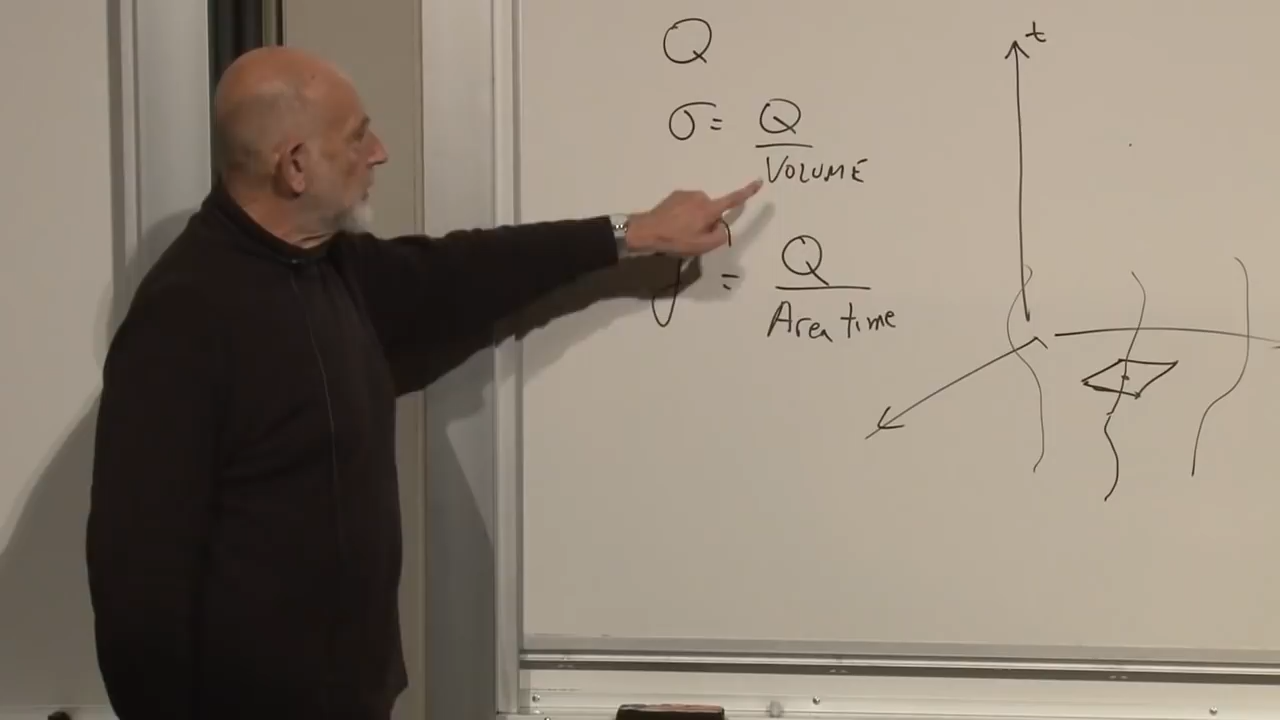 Q
σ = Q
VOLUME
= Q
Area time
t